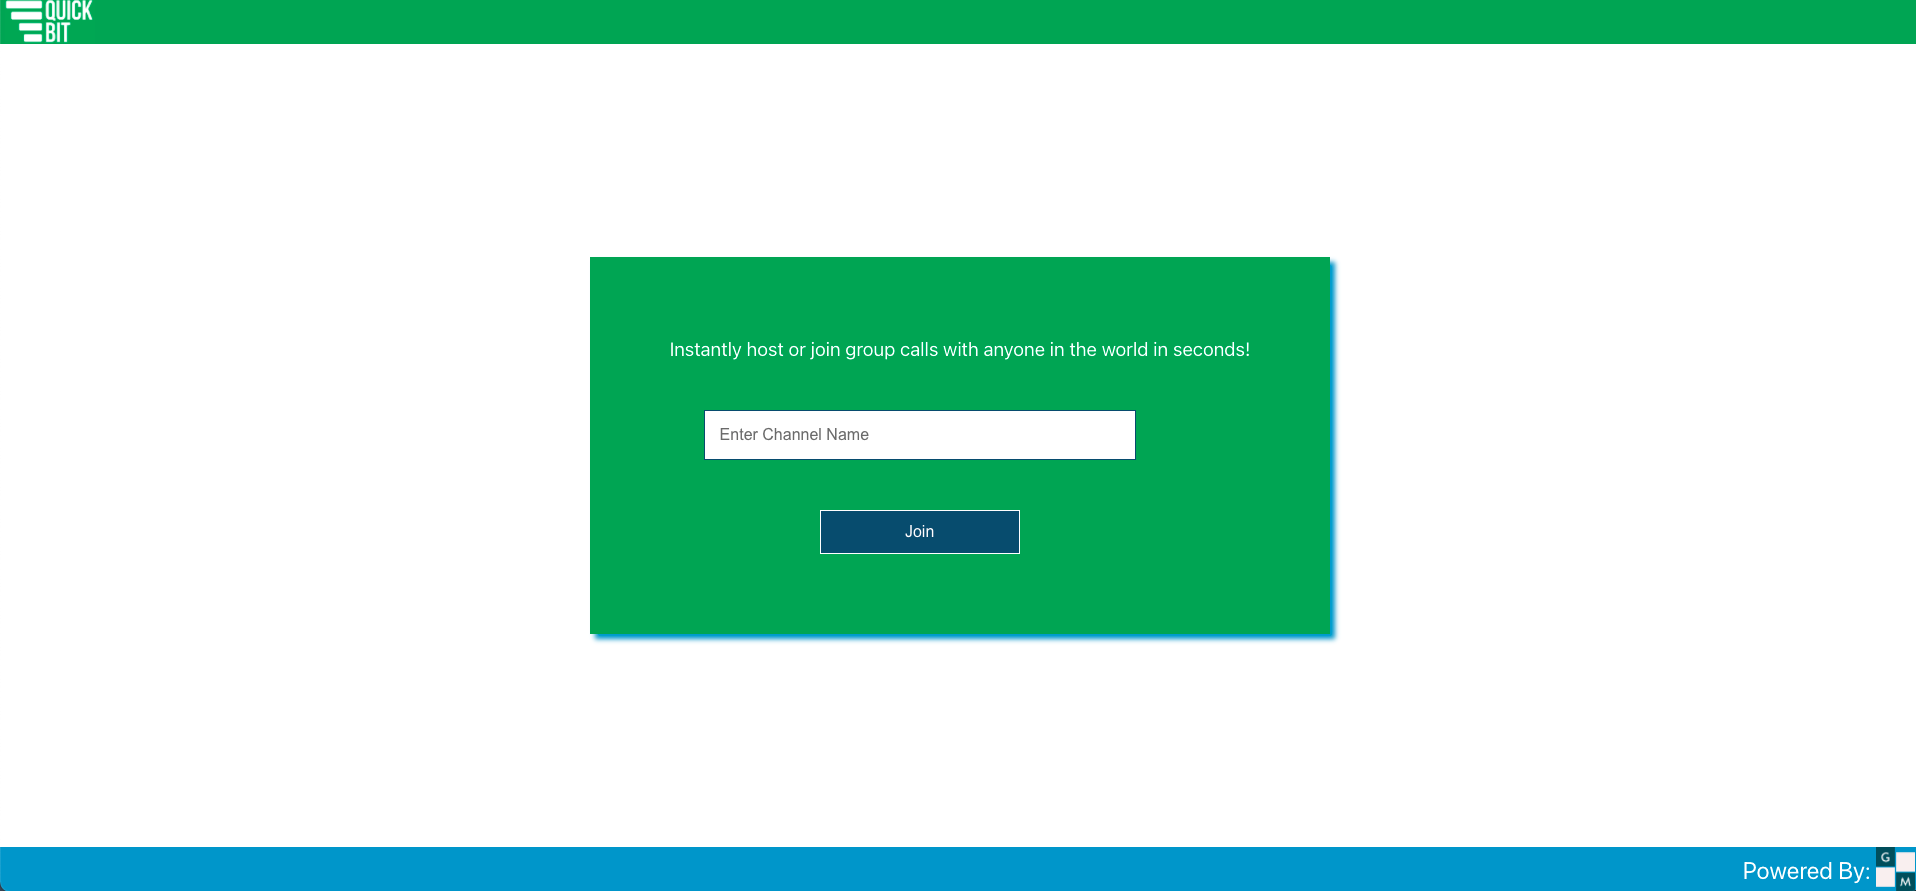 QUICK
BIT
Instantly host or join group calls with anyone in the world in seconds!
Enter Channel Name
Join
Powered By:
G
M